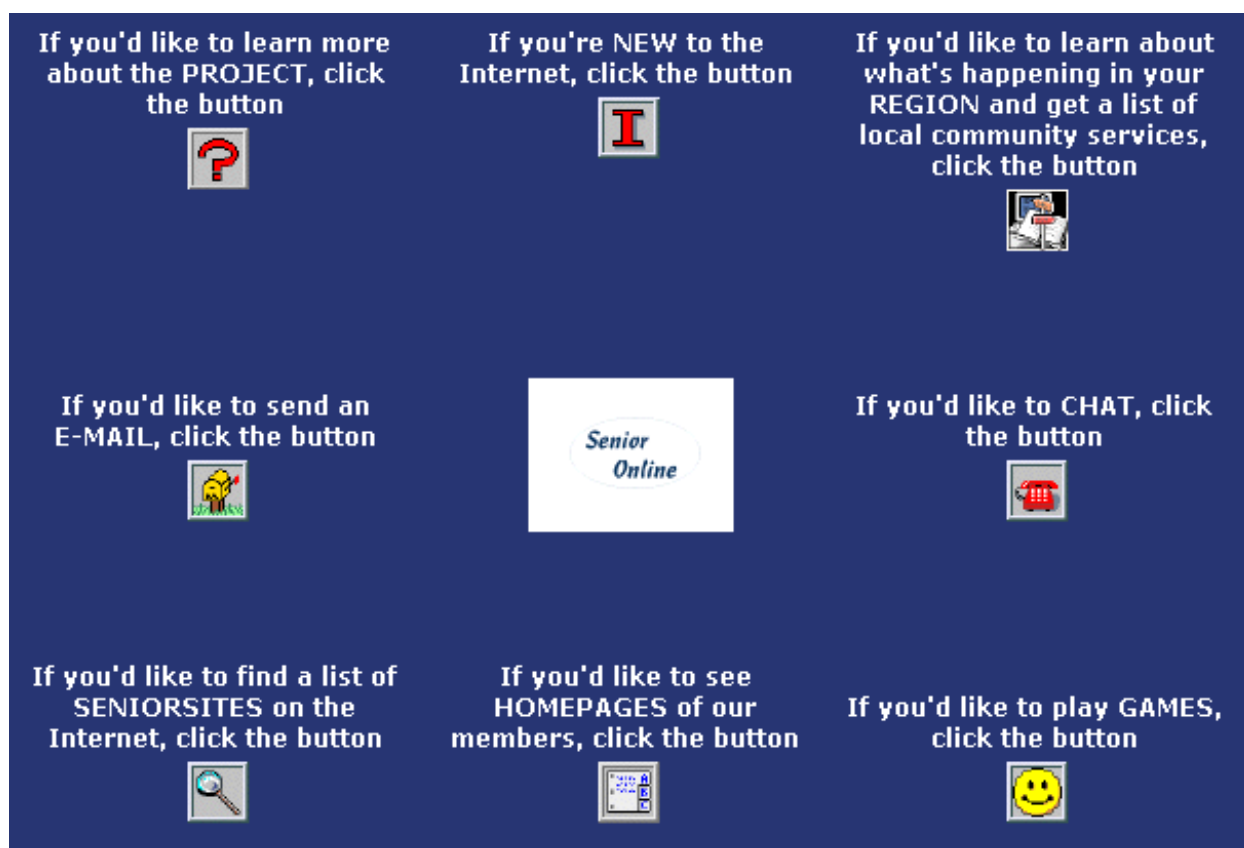 If you'd like to learn more
about the PROJECT, click
the button
If you're NEW to the
Internet, click the button
I
If you'd like to learn about
what's happening in your
REGION and get a list of
local community services,
click the button
If you'd like to send an
E-MAIL, click the button
Senior
Online
If you'd like to CHAT, click
the button
If you'd like to find a list of
SENIORSITES on the
Internet, click the button
If you'd like to see
HOMEPAGES of our
members, click the button
A
B
C
If you'd like to play GAMES,
click the button